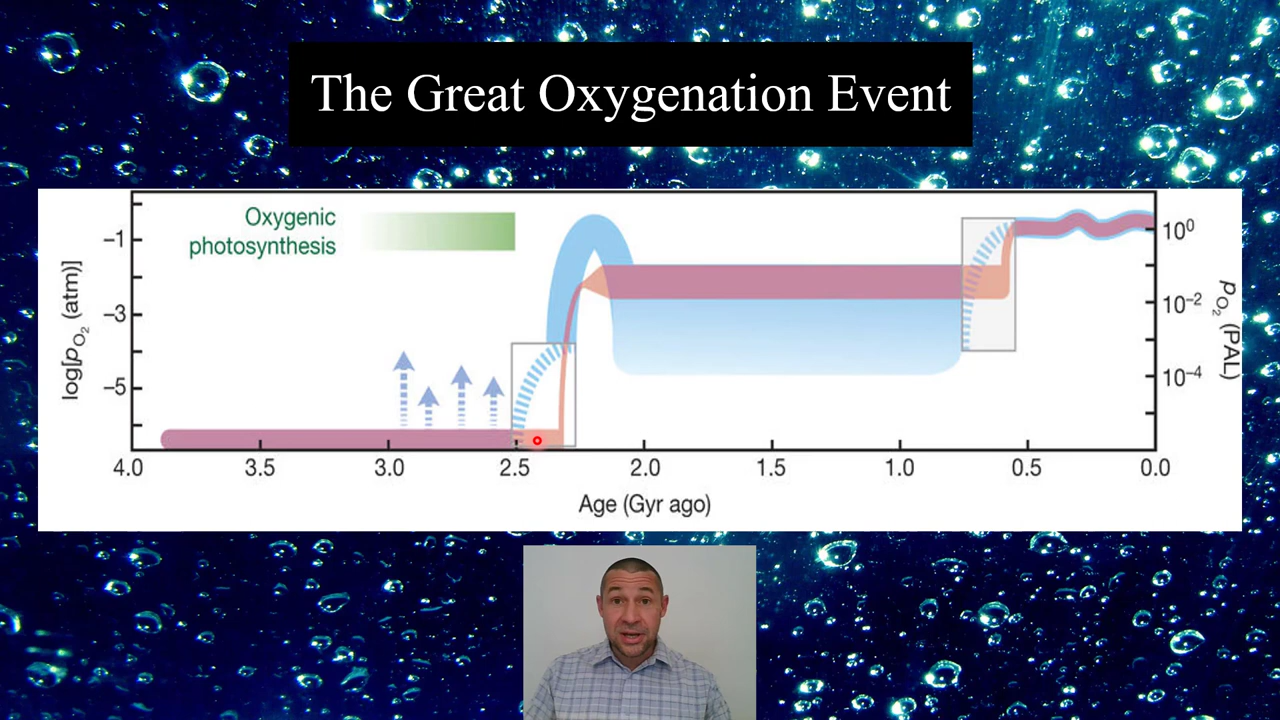 The Great Oxygenation Event
Oxygenic
photosynthesis
log[pO₂ (atm)]
–1
–3
–5
10⁰
10⁻²
10⁻⁴
pO₂ (PAL)
4.0 3.5 3.0 2.5 2.0 1.5 1.0 0.5 0.0
Age (Gyr ago)